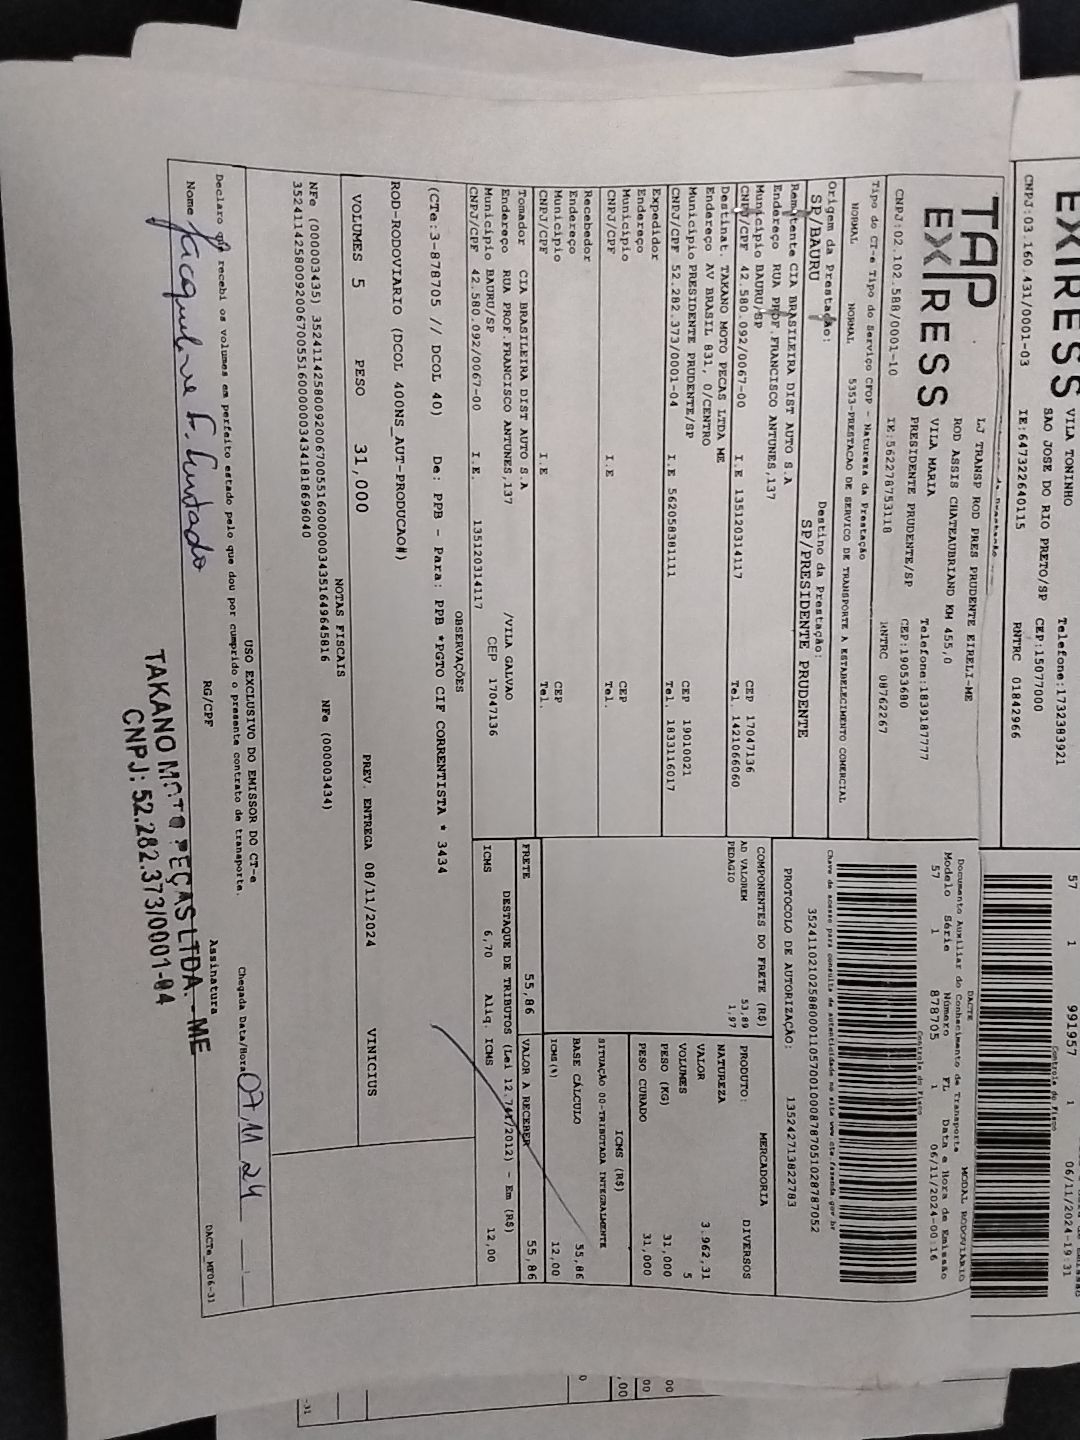 EXPRESS
VILA TONINHO
SAO JOSE DO RIO PRETO/SP
Telefone:1732383921
CEP:15077000
CNPJ:03.160.431/0001-03
IE:647322640115
RNTRC 01842966
57 1 991957 1 06/11/2024-19:31
Controle do Fisco
TAP EXPRESS
LJ TRANSP ROD PRES PRUDENTE EIRELI-ME
ROD ASSIS CHATEAUBRIAND KM 455,0
VILA MARIA
PRESIDENTE PRUDENTE/SP
Telefone:1839187777
CEP:19053680
CNPJ:02.102.588/0001-10
IE:562278753118
RNTRC 08762267
DACTE MODAL RODOVIÁRIO
Documento Auxiliar do Conhecimento de Transporte
Modelo Série Número FL Data e Hora de Emissão
57 1 878705 1 06/11/2024-00:16
Controle do Fisco
Tipo do CT-e Tipo do Serviço CFOP - Natureza da Prestação
NORMAL NORMAL 5353-PRESTACAO DE SERVICO DE TRANSPORTE A ESTABELECIMENTO COMERCIAL
Chave de acesso para consulta de autenticidade no site www.cte.fazenda.gov.br
35241102102588000110570010008787051028787052
Origem da Prestação:
SP/BAURU
Destino da Prestação:
SP/PRESIDENTE PRUDENTE
PROTOCOLO DE AUTORIZAÇÃO: 135242713822783
Remetente CIA BRASILEIRA DIST AUTO S.A
Endereço RUA PROF.FRANCISCO ANTUNES,137
Município BAURU/SP CEP 17047136
CNPJ/CPF 42.580.092/0067-00 I.E 135120314117 Tel. 1421066060
Destinat. TAKANO MOTO PECAS LTDA ME
Endereço AV BRASIL 831, 0/CENTRO
Município PRESIDENTE PRUDENTE/SP CEP 19010021
CNPJ/CPF 52.282.373/0001-04 I.E 562058381111 Tel. 1833116017
Expedidor
Endereço
Município CEP
CNPJ/CPF I.E Tel.
Recebedor
Endereço
Município CEP
CNPJ/CPF I.E Tel.
Tomador CIA BRASILEIRA DIST AUTO S.A
Endereço RUA PROF.FRANCISCO ANTUNES,137 /VILA GALVAO
Município BAURU/SP CEP 17047136
CNPJ/CPF 42.580.092/0067-00 I.E. 135120314117
COMPONENTES DO FRETE (R$)
AD VALOREM 53,89
PEDAGIO 1,97
FRETE 55,86
MERCADORIA
PRODUTO: DIVERSOS
NATUREZA
VALOR 3.962,31
VOLUMES 5
PESO (KG) 31,000
PESO CUBADO 31,000
ICMS (R$)
SITUAÇÃO 00-TRIBUTADA INTEGRALMENTE
BASE CÁLCULO 55,86
ICMS(%) 12,00
VALOR A RECEBER 55,86
DESTAQUE DE TRIBUTOS (Lei 12.741/2012) - Em (R$)
ICMS 6,70 Aliq. ICMS 12,00
OBSERVAÇÕES
(CTe:3-878705 // DCOL 40) De: PPB - Para: PPB *PGTO CIF CORRENTISTA * 3434
ROD-RODOVIARIO (DCOL 400NS_AUT-PRODUCAO#)
VOLUMES 5 PESO 31,000 PREV. ENTREGA 08/11/2024 VINICIUS
NOTAS FISCAIS
NFe (000003435) 35241142580092006700551600000034351649645816 NFe (000003434)
35241142580092006700551600000034341818696040
USO EXCLUSIVO DO EMISSOR DO CT-e
Declaro que recebi os volumes em perfeito estado pelo que dou por cumprido o presente contrato de transporte.
Chegada Data/Hora 07,11 24
Nome Jacqueline F. Furtado RG/CPF Assinatura
DACTe_MF06-31
TAKANO MOTO PEÇAS LTDA. - ME
CNPJ: 52.282.373/0001-04